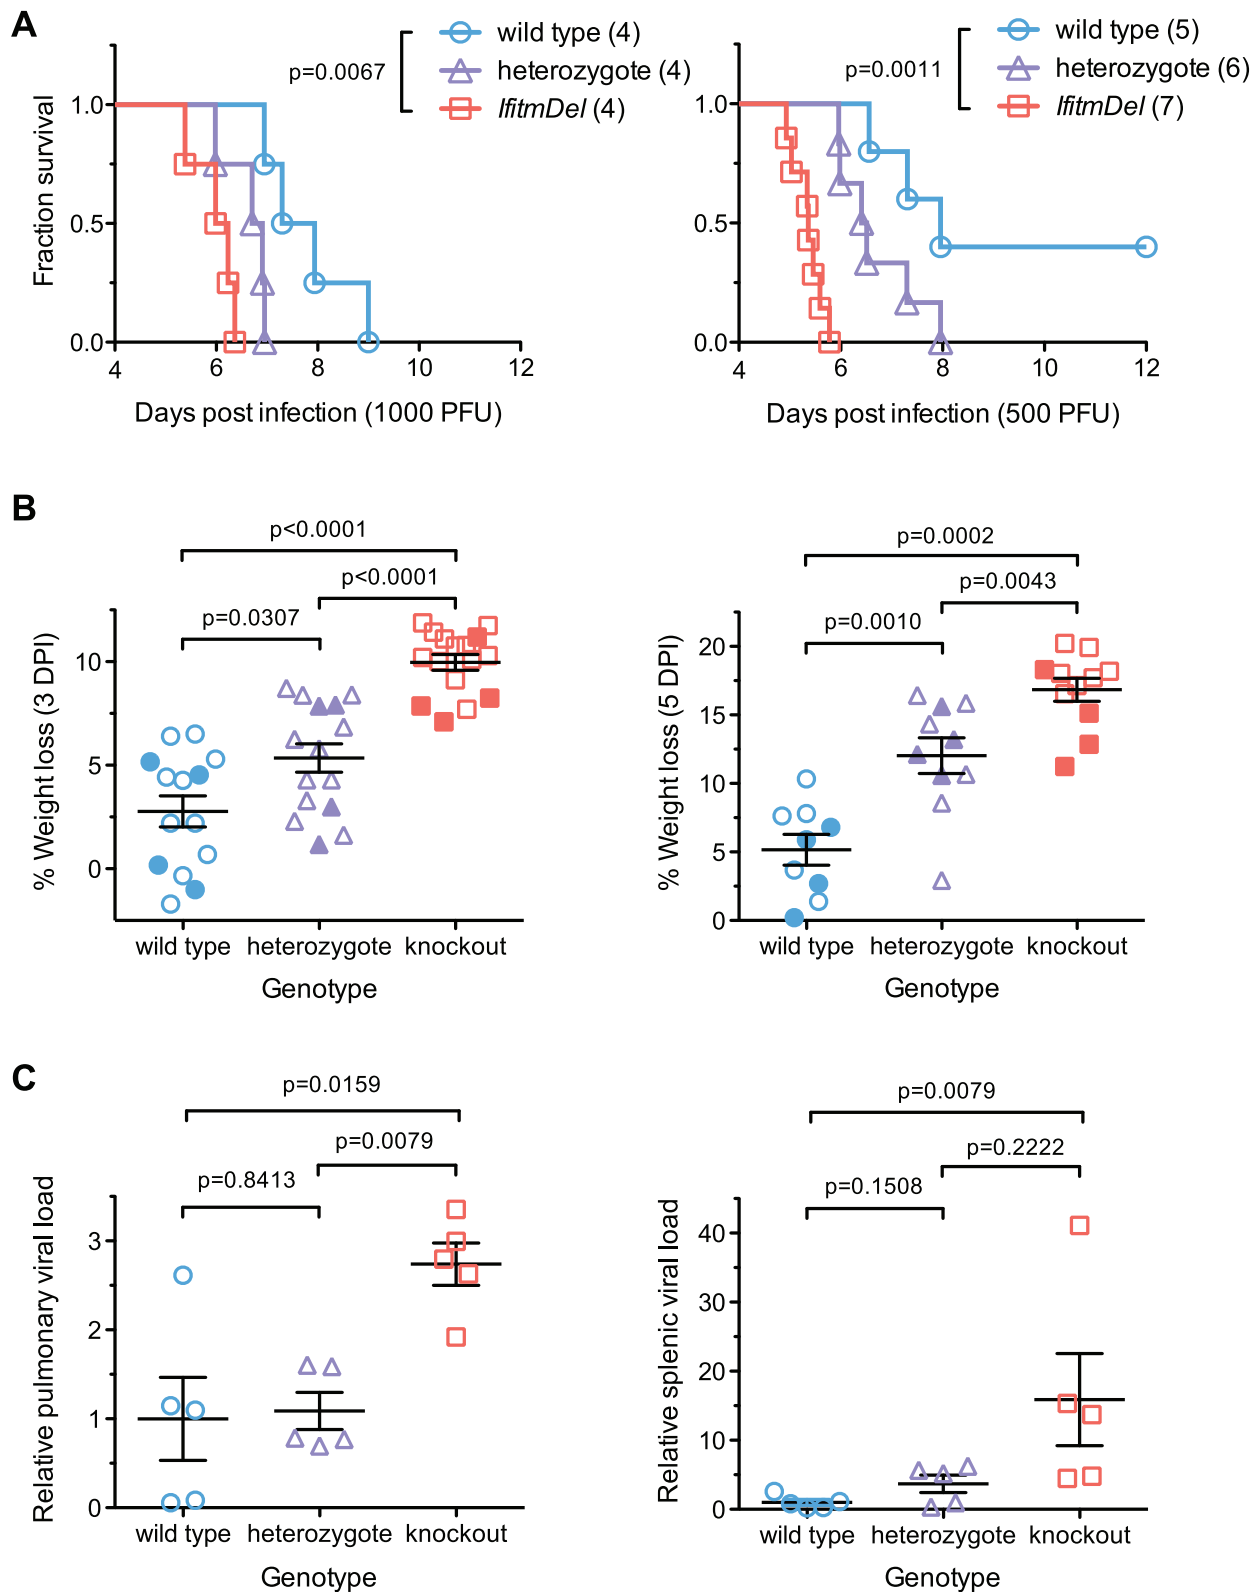 A
wild type (4)
p=0.0067
heterozygote (4)
IfitmDel (4)
Fraction survival
1.0
0.5
0.0
4 6 8 10 12
Days post infection (1000 PFU)
wild type (5)
p=0.0011
heterozygote (6)
IfitmDel (7)
1.0
0.5
0.0
4 6 8 10 12
Days post infection (500 PFU)
B
p<0.0001
p<0.0001
p=0.0307
% Weight loss (3 DPI)
10
5
0
wild type heterozygote knockout
Genotype
p=0.0002
p=0.0043
p=0.0010
% Weight loss (5 DPI)
20
15
10
5
0
wild type heterozygote knockout
Genotype
C
p=0.0159
p=0.0079
p=0.8413
Relative pulmonary viral load
3
2
1
0
wild type heterozygote knockout
Genotype
p=0.0079
p=0.2222
p=0.1508
Relative splenic viral load
40
30
20
10
0
wild type heterozygote knockout
Genotype